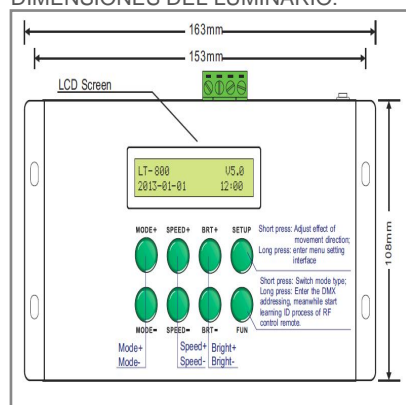 DIMENSIONES DEL LUMINARIO:
163mm
153mm
LCD Screen
LT-800 V5.0
2013-01-01 12:00
MODE+ SPEED+ BRT+ SETUP
Short press: Adjust effect of
movement direction;
Long press: enter menu setting
interface
Short press: Switch mode type;
Long press: Enter the DMX
addressing, meanwhile start
learning ID process of RF
control remote.
MODE- SPEED- BRT- FUN
Mode+ Speed+ Bright+
Mode- Speed- Bright-
108mm